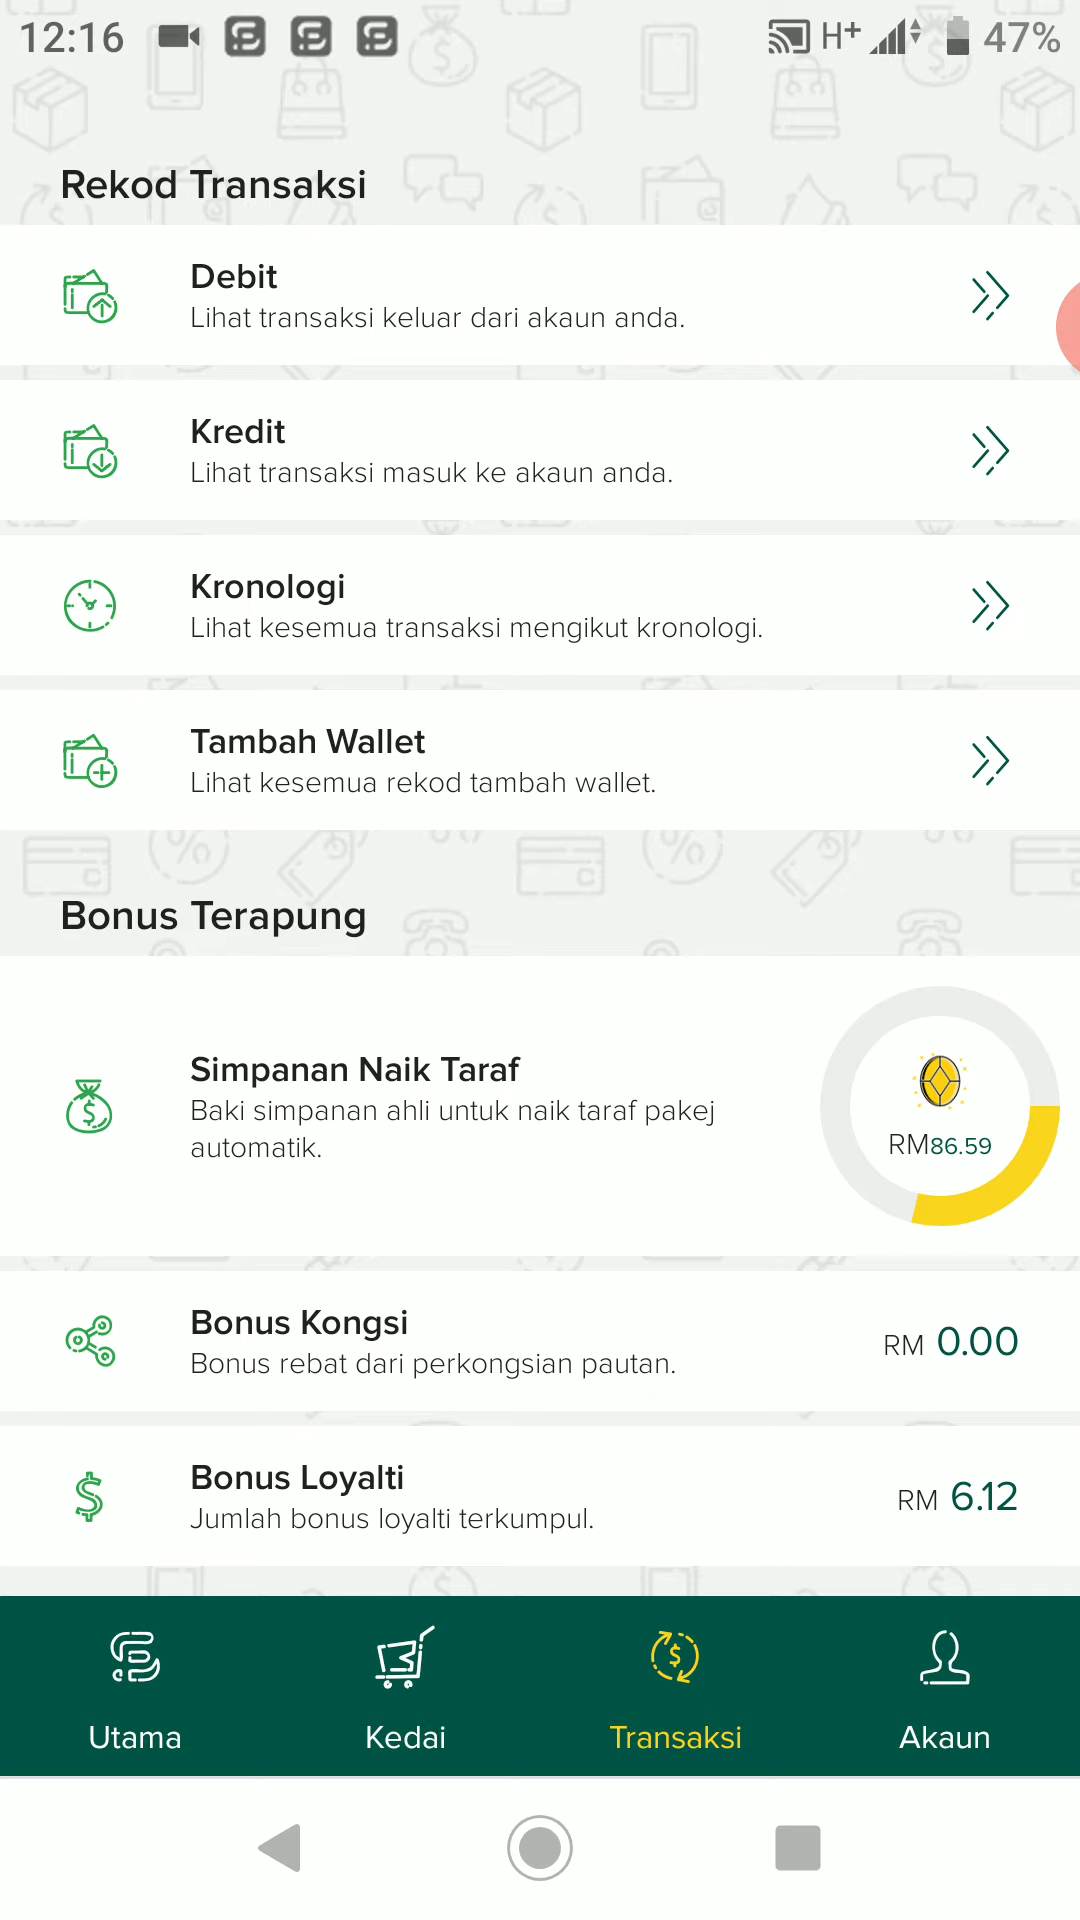 12:16
H+
47%
Rekod Transaksi
Debit
Lihat transaksi keluar dari akaun anda.
Kredit
Lihat transaksi masuk ke akaun anda.
Kronologi
Lihat kesemua transaksi mengikut kronologi.
Tambah Wallet
Lihat kesemua rekod tambah wallet.
Bonus Terapung
Simpanan Naik Taraf
Baki simpanan ahli untuk naik taraf pakej
automatik.
RM86.59
Bonus Kongsi
Bonus rebat dari perkongsian pautan.
RM 0.00
Bonus Loyalti
Jumlah bonus loyalti terkumpul.
RM 6.12
Utama
Kedai
Transaksi
Akaun